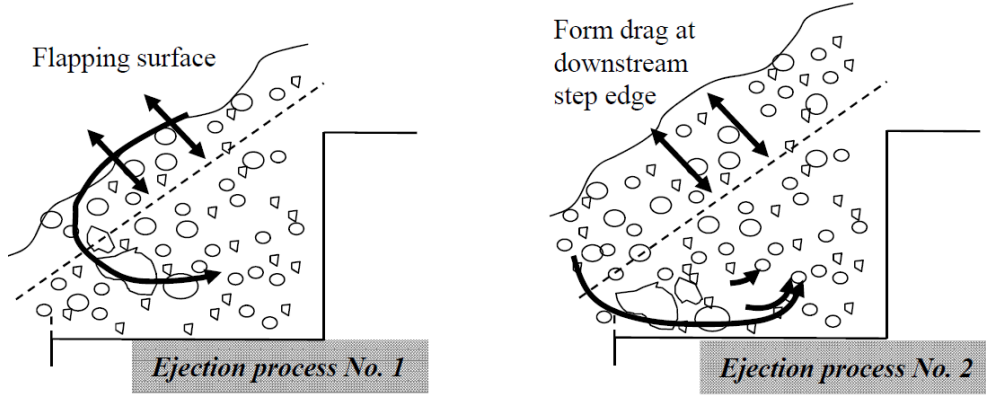 Flapping surface
Ejection process No. 1
Form drag at
downstream
step edge
Ejection process No. 2